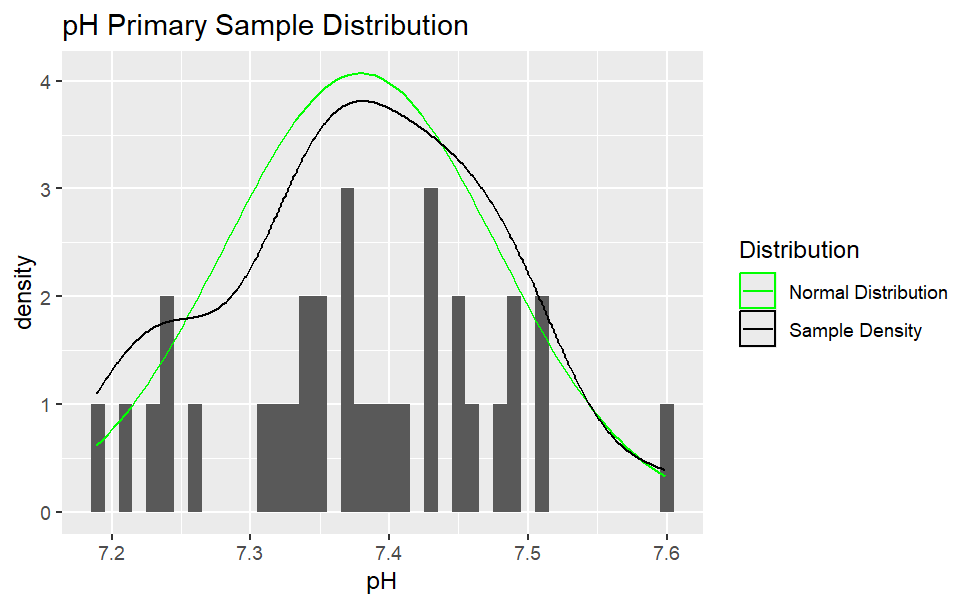 pH Primary Sample Distribution
4
3
2
1
0
density
7.2 7.3 7.4 7.5 7.6
pH
Distribution
Normal Distribution
Sample Density